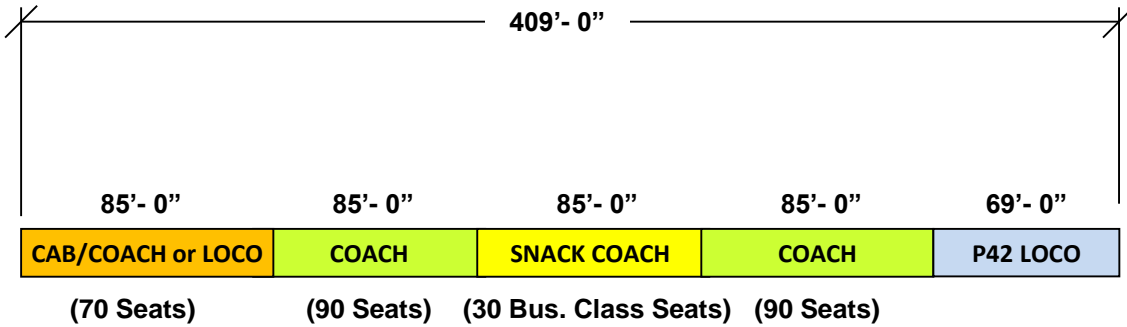 409’- 0”
85’- 0” 85’- 0” 85’- 0” 85’- 0” 69’- 0”
CAB/COACH or LOCO COACH SNACK COACH COACH P42 LOCO
(70 Seats) (90 Seats) (30 Bus. Class Seats) (90 Seats)